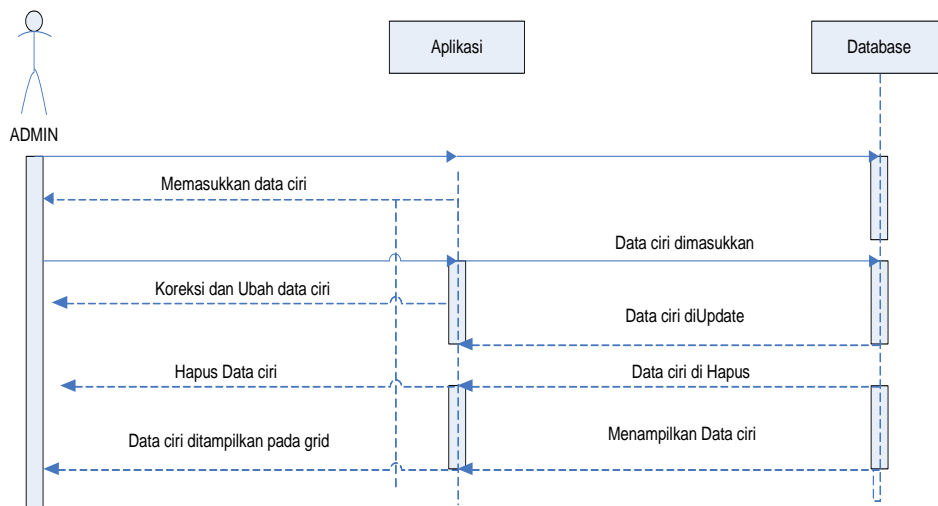 Aplikasi
Database
ADMIN
Memasukkan data ciri
Data ciri dimasukkan
Koreksi dan Ubah data ciri
Data ciri diUpdate
Hapus Data ciri
Data ciri di Hapus
Data ciri ditampilkan pada grid
Menampilkan Data ciri